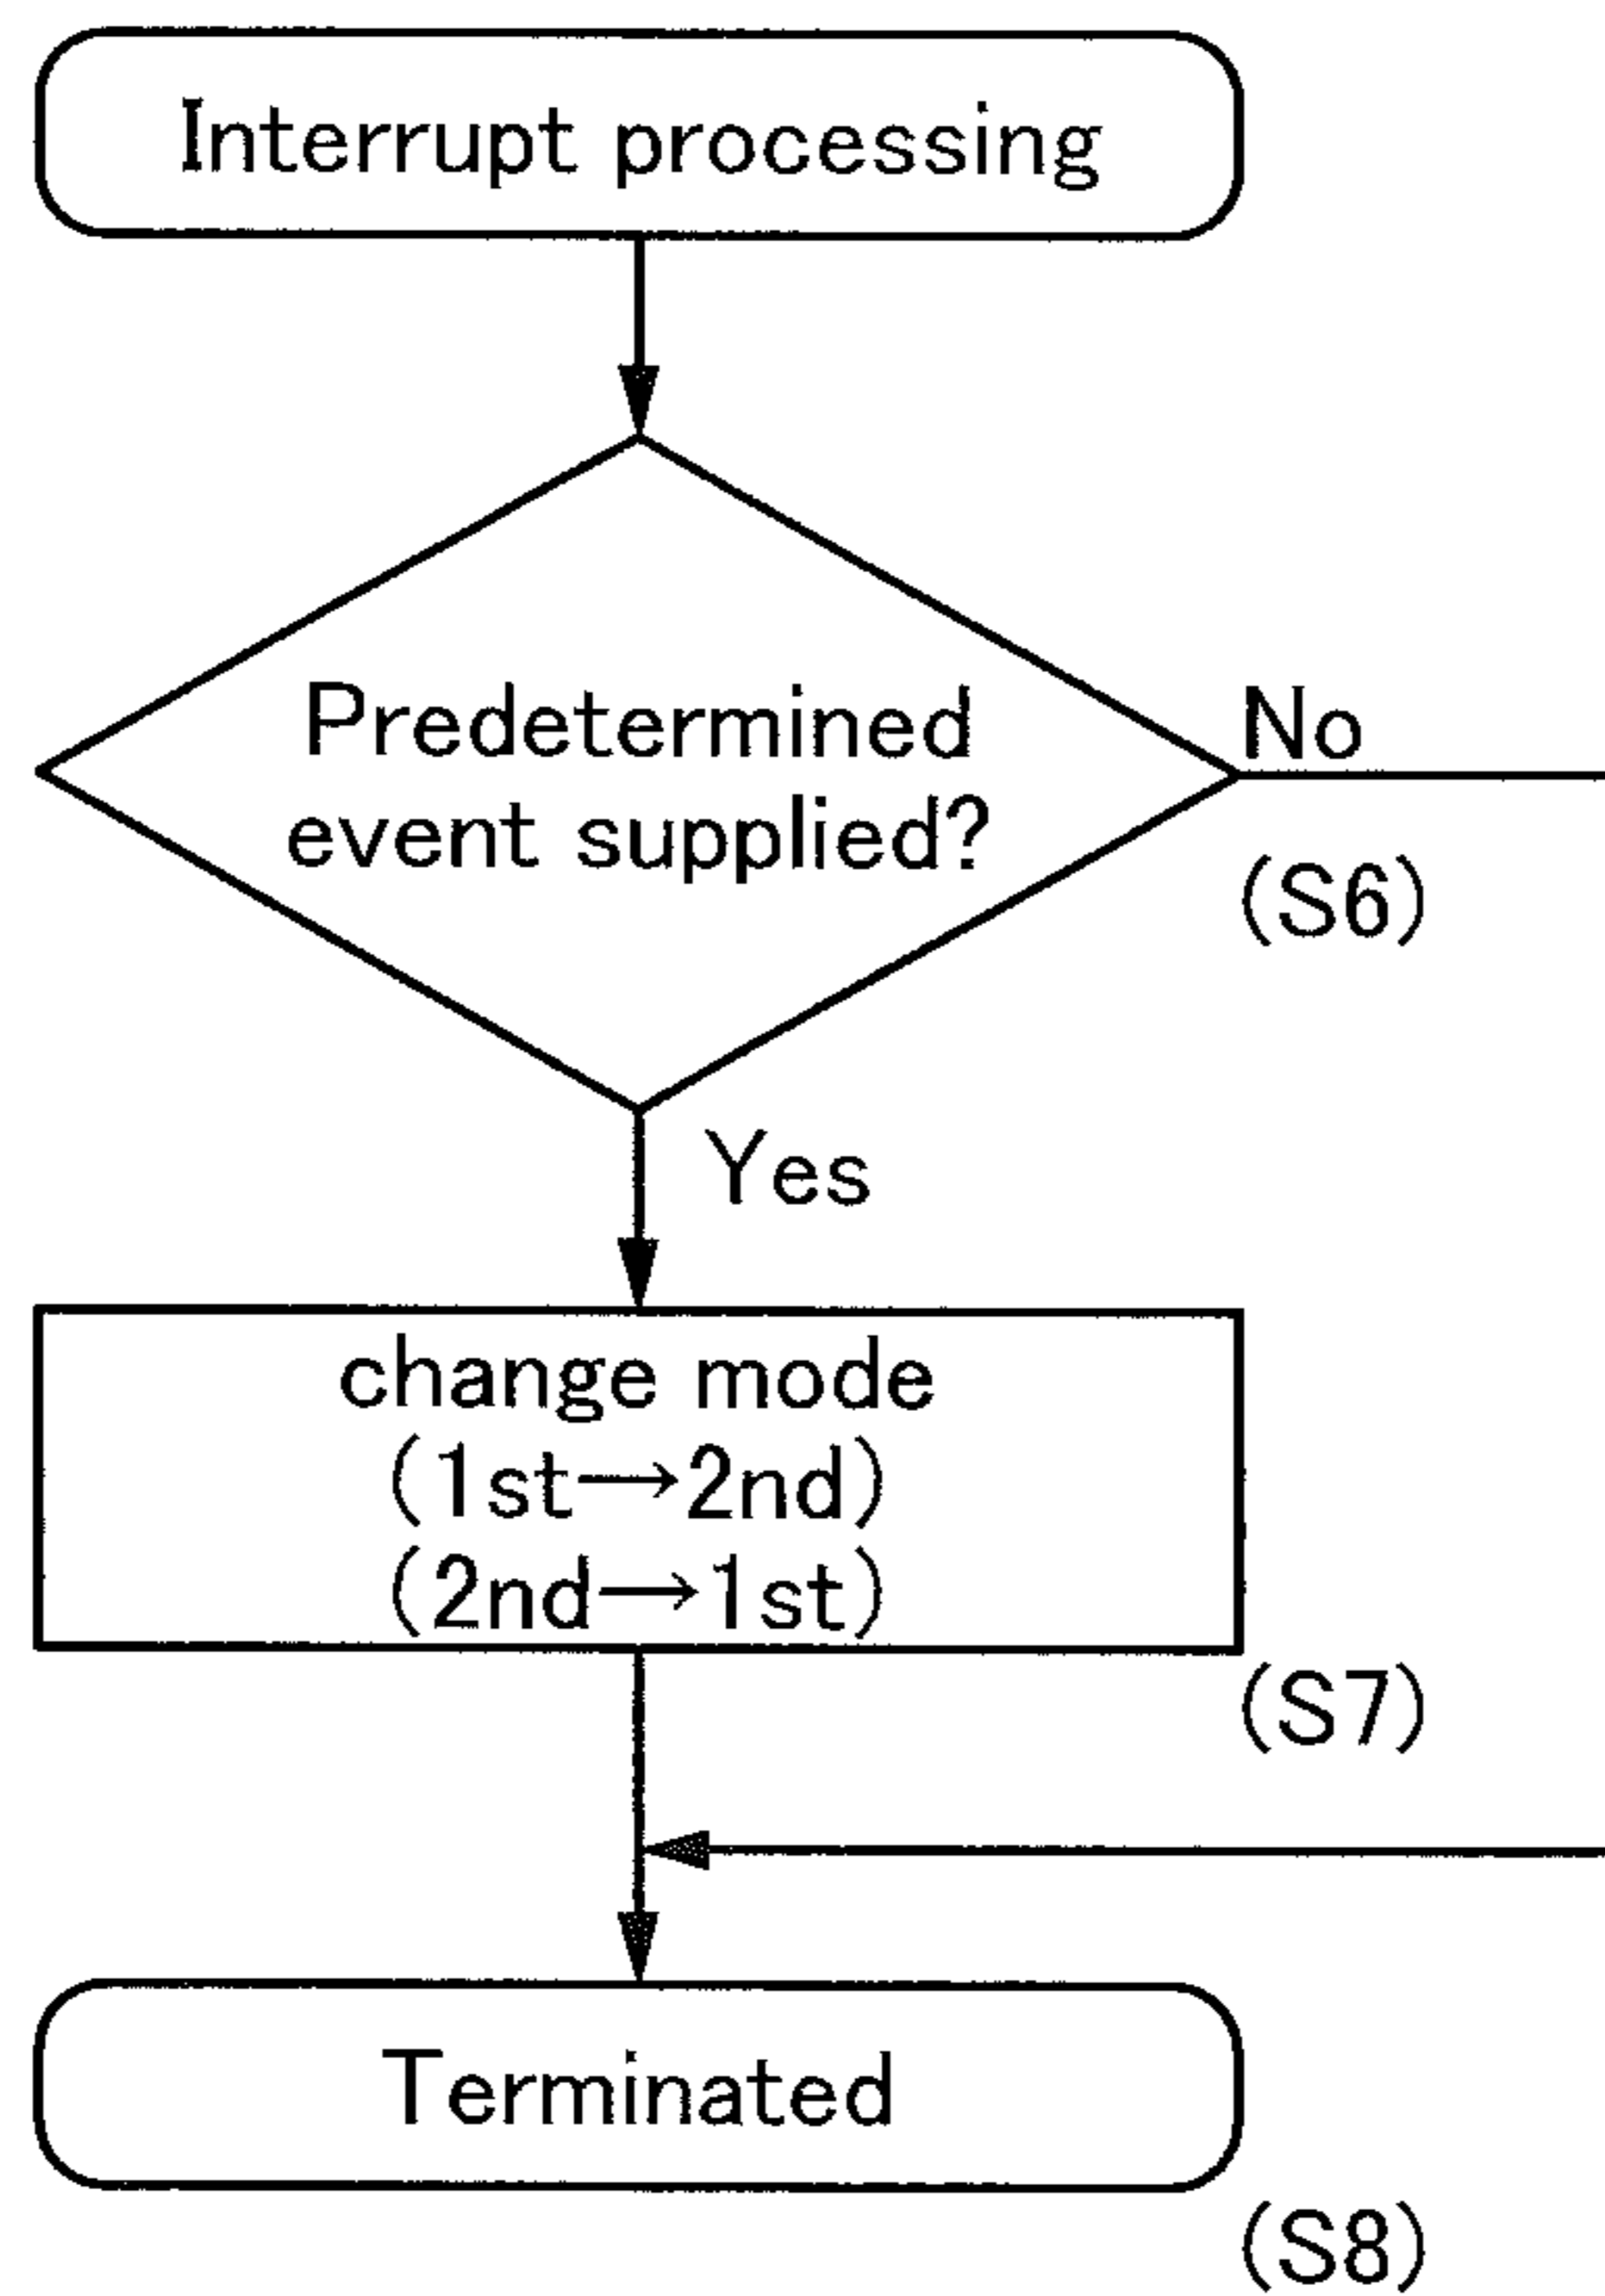 Interrupt processing
Predetermined
event supplied?
No
(S6)
Yes
change mode
(1st→2nd)
(2nd→1st)
(S7)
Terminated
(S8)